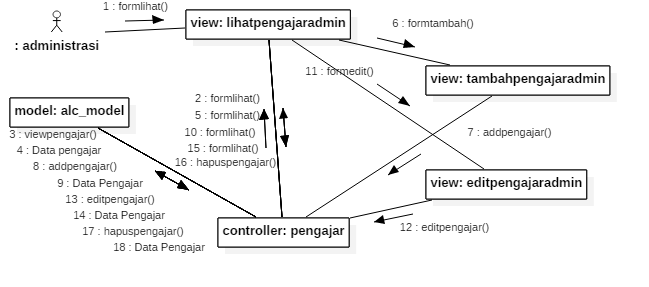 1 : formlihat()
view: lihatpengajaradmin
6 : formtambah()
: administrasi
11 : formedit()
view: tambahpengajaradmin
2 : formlihat()
5 : formlihat()
10 : formlihat()
15 : formlihat()
16 : hapuspengajar()
model: alc_model
3 : viewpengajar()
4 : Data pengajar
8 : addpengajar()
9 : Data Pengajar
13 : editpengajar()
14 : Data Pengajar
17 : hapuspengajar()
18 : Data Pengajar
7 : addpengajar()
view: editpengajaradmin
controller: pengajar
12 : editpengajar()